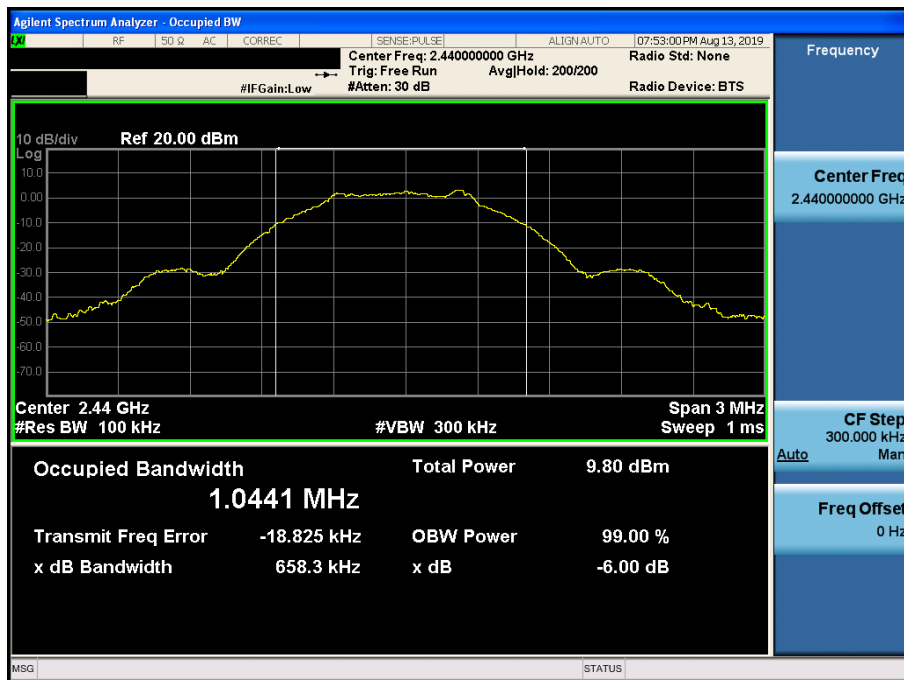 Agilent Spectrum Analyzer - Occupied BW
LXI RF 50 Ω AC CORREC SENSE:PULSE ALIGN AUTO 07:53:00 PM Aug 13, 2019
Center Freq: 2.440000000 GHz Radio Std: None
Trig: Free Run Avg|Hold: 200/200
#IFGain:Low #Atten: 30 dB Radio Device: BTS
Frequency
10 dB/div Ref 20.00 dBm
Log
10.0
0.00
-10.0
-20.0
-30.0
-40.0
-50.0
-60.0
-70.0
Center 2.44 GHz Span 3 MHz
#Res BW 100 kHz #VBW 300 kHz Sweep 1 ms
Center Freq
2.440000000 GHz
CF Step
300.000 kHz
Auto Man
Freq Offset
0 Hz
Occupied Bandwidth Total Power 9.80 dBm
1.0441 MHz
Transmit Freq Error -18.825 kHz OBW Power 99.00 %
x dB Bandwidth 658.3 kHz x dB -6.00 dB
MSG STATUS